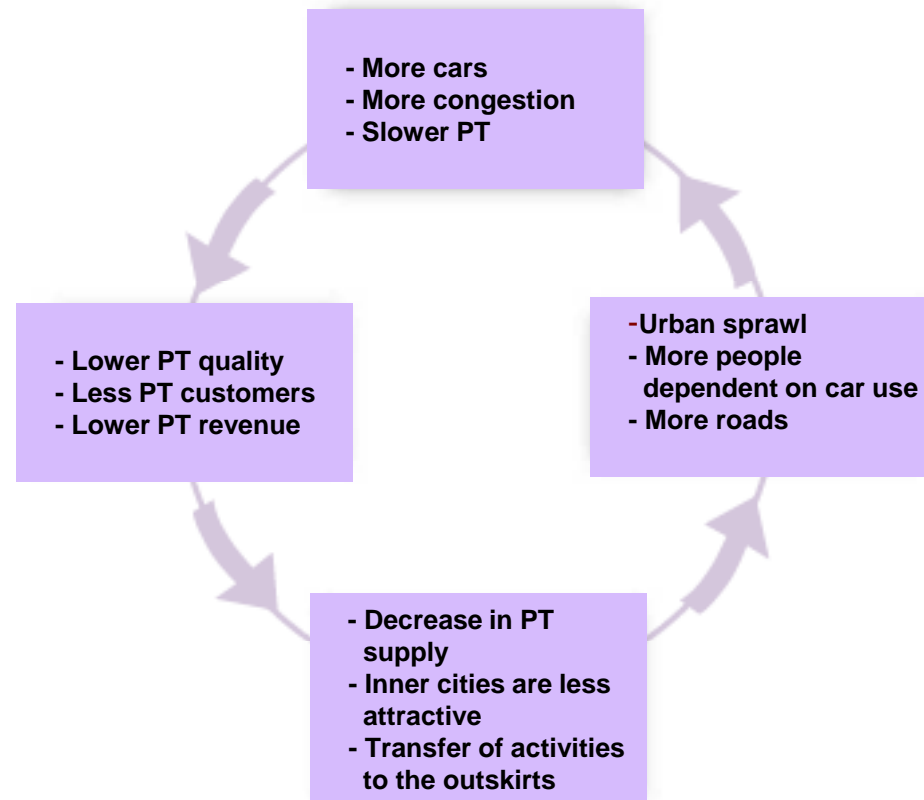 - More cars
- More congestion
- Slower PT
- Lower PT quality
- Less PT customers
- Lower PT revenue
-Urban sprawl
- More people
dependent on car use
- More roads
- Decrease in PT
supply
- Inner cities are less
attractive
- Transfer of activities
to the outskirts